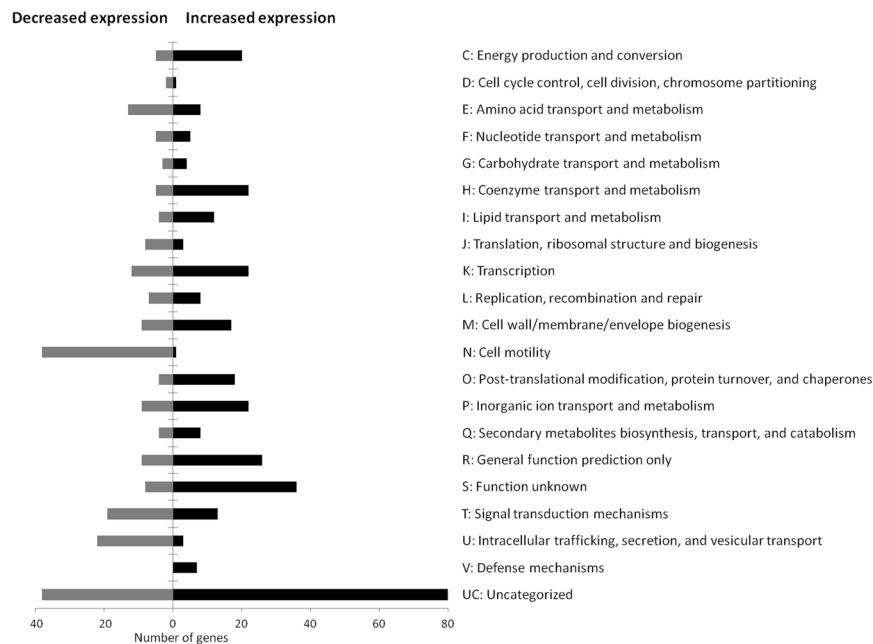 Decreased expression Increased expression
C: Energy production and conversion
D: Cell cycle control, cell division, chromosome partitioning
E: Amino acid transport and metabolism
F: Nucleotide transport and metabolism
G: Carbohydrate transport and metabolism
H: Coenzyme transport and metabolism
I: Lipid transport and metabolism
J: Translation, ribosomal structure and biogenesis
K: Transcription
L: Replication, recombination and repair
M: Cell wall/membrane/envelope biogenesis
N: Cell motility
O: Post-translational modification, protein turnover, and chaperones
P: Inorganic ion transport and metabolism
Q: Secondary metabolites biosynthesis, transport, and catabolism
R: General function prediction only
S: Function unknown
T: Signal transduction mechanisms
U: Intracellular trafficking, secretion, and vesicular transport
V: Defense mechanisms
UC: Uncategorized
40 20 0 20 40 60 80
Number of genes